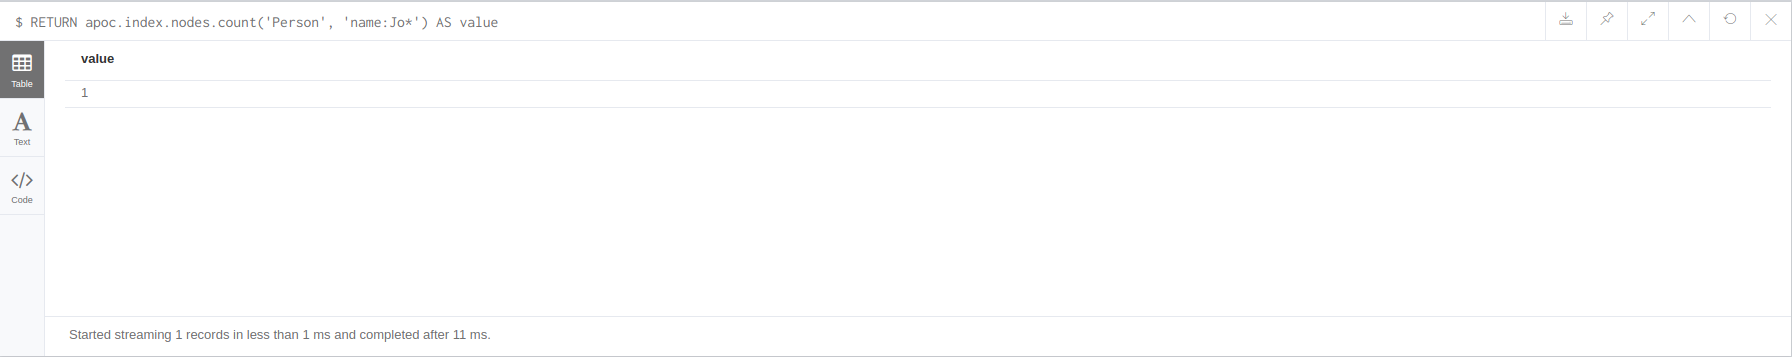 $ RETURN apoc.index.nodes.count('Person', 'name:Jo*') AS value
Table
Text
Code
value
1
Started streaming 1 records in less than 1 ms and completed after 11 ms.